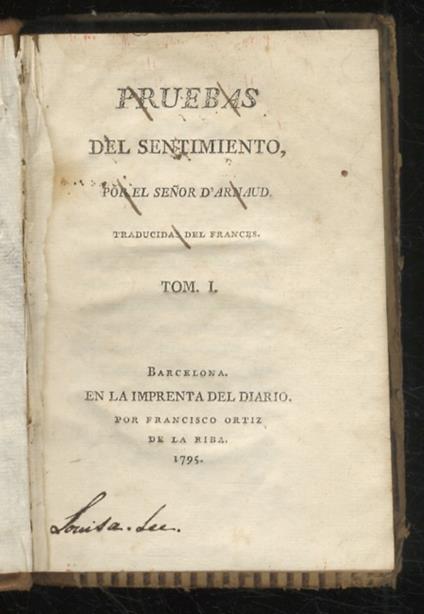 PRUEBAS
DEL SENTIMIENTO,
POR EL SEÑOR D'ARNAUD.
TRADUCIDAS DEL FRANCES.
TOM. I.
BARCELONA.
EN LA IMPRENTA DEL DIARIO.
POR FRANCISCO ORTIZ
DE LA RIBA.
1795.
Louisa. Lee.